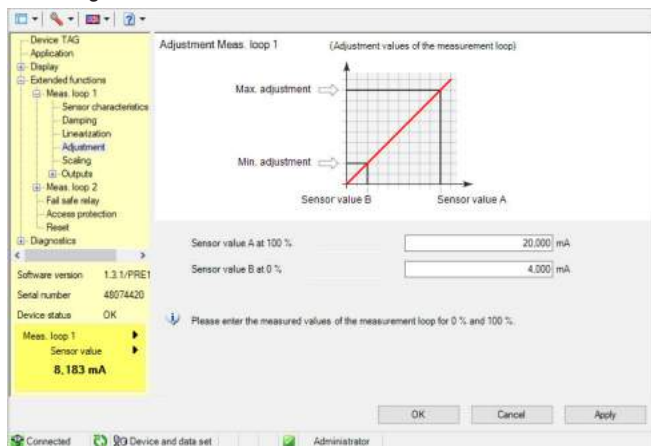 Device TAG
Application
Display
Extended functions
Meas. loop 1
Sensor characteristics
Damping
Linearization
Adjustment
Scaling
Outputs
Meas. loop 2
Fail safe relay
Access protection
Reset
Diagnostics
Software version 1.3.1/PRE1
Serial number 48074420
Device status OK
Meas. loop 1
Sensor value
8,183 mA
Adjustment Meas. loop 1 (Adjustment values of the measurement loop)
Max. adjustment
Min. adjustment
Sensor value B Sensor value A
Sensor value A at 100 % 20,000 mA
Sensor value B at 0 % 4,000 mA
Please enter the measured values of the measurement loop for 0 % and 100 %.
OK Cancel Apply
Connected Device and data set Administrator